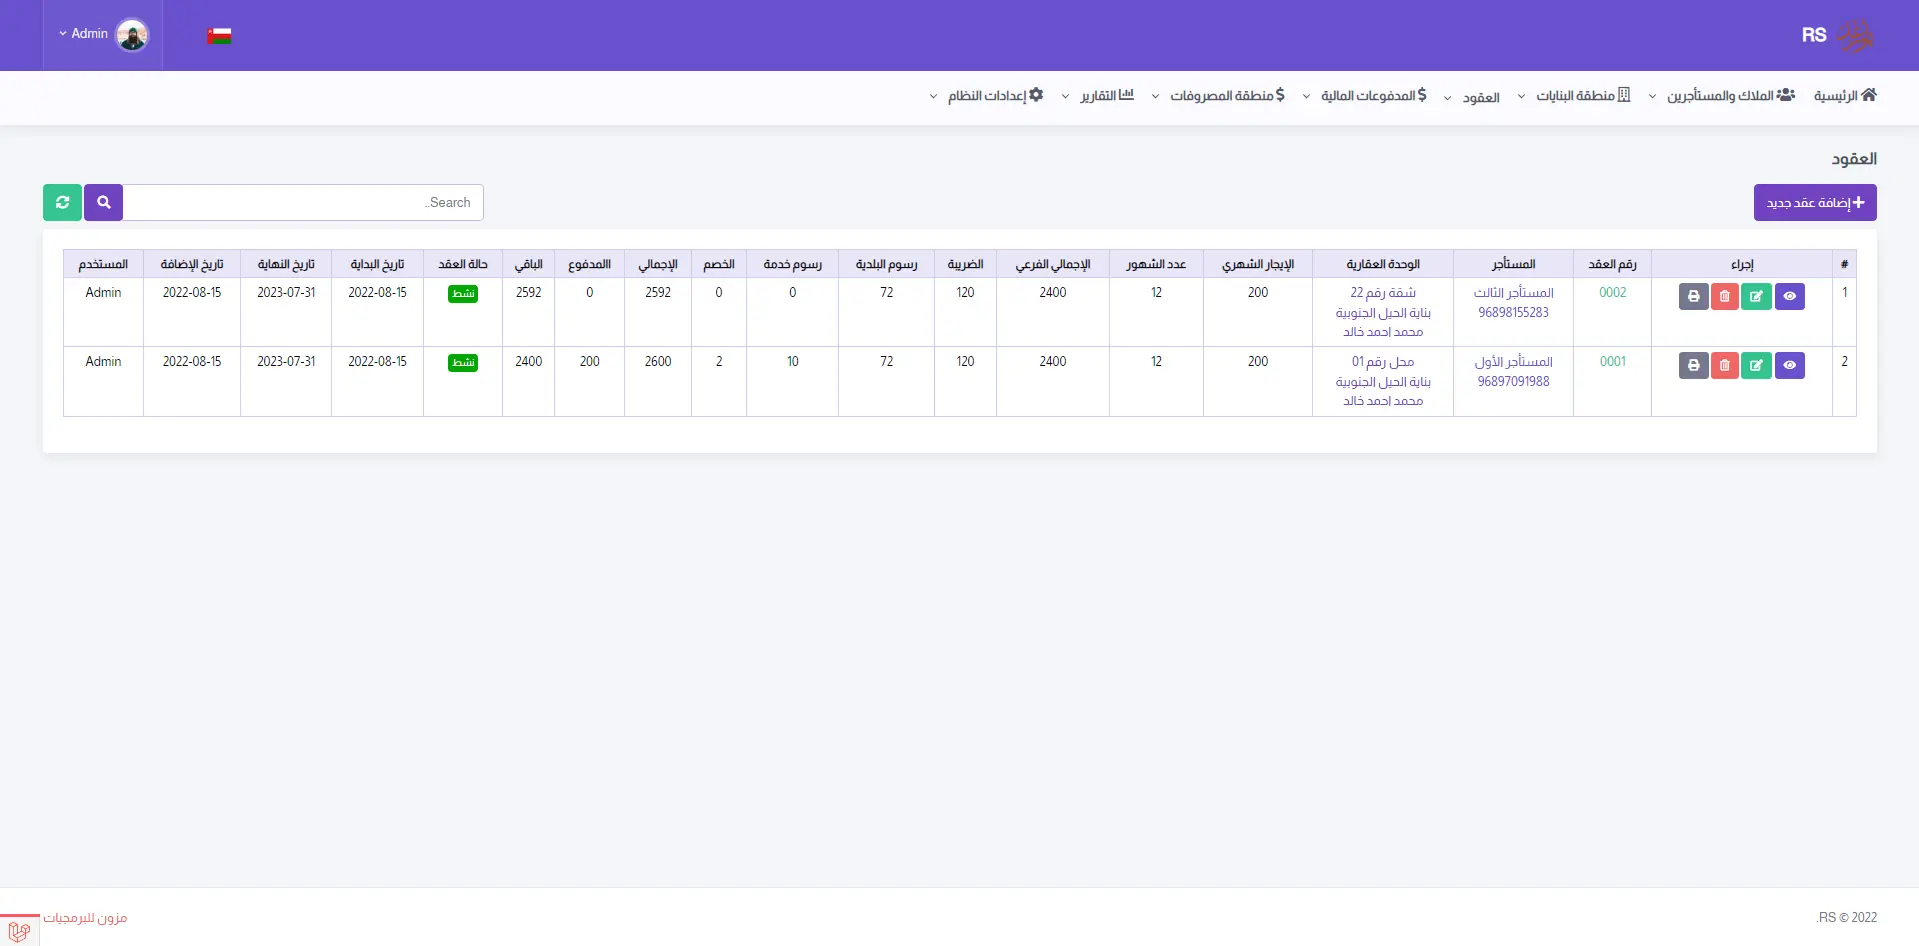 RS
Admin
الرئيسية
الملاك والمستأجرين
منطقة البنايات
العقود
المدفوعات المالية
منطقة المصروفات
التقارير
إعدادات النظام
العقود
إضافة عقد جديد
Search..
# إجراء رقم العقد المستأجر الوحدة العقارية الإيجار الشهري عدد الشهور الإجمالي الفرعي الضريبة رسوم البلدية رسوم خدمة الخصم الإجمالي االمدفوع الباقي حالة العقد تاريخ البداية تاريخ النهاية تاريخ الإضافة المستخدم
1 0002 المستأجر الثالث شقة رقم 22 200 12 2400 120 72 0 0 2592 0 2592 نشط 2022-08-15 2023-07-31 2022-08-15 Admin
96898155283 بناية الحيل الجنوبية
محمد احمد خالد
2 0001 المستأجر الأول محل رقم 01 200 12 2400 120 72 10 2 2600 200 2400 نشط 2022-08-15 2023-07-31 2022-08-15 Admin
96897091988 بناية الحيل الجنوبية
محمد احمد خالد
2022 © RS.
مزون للبرمجيات